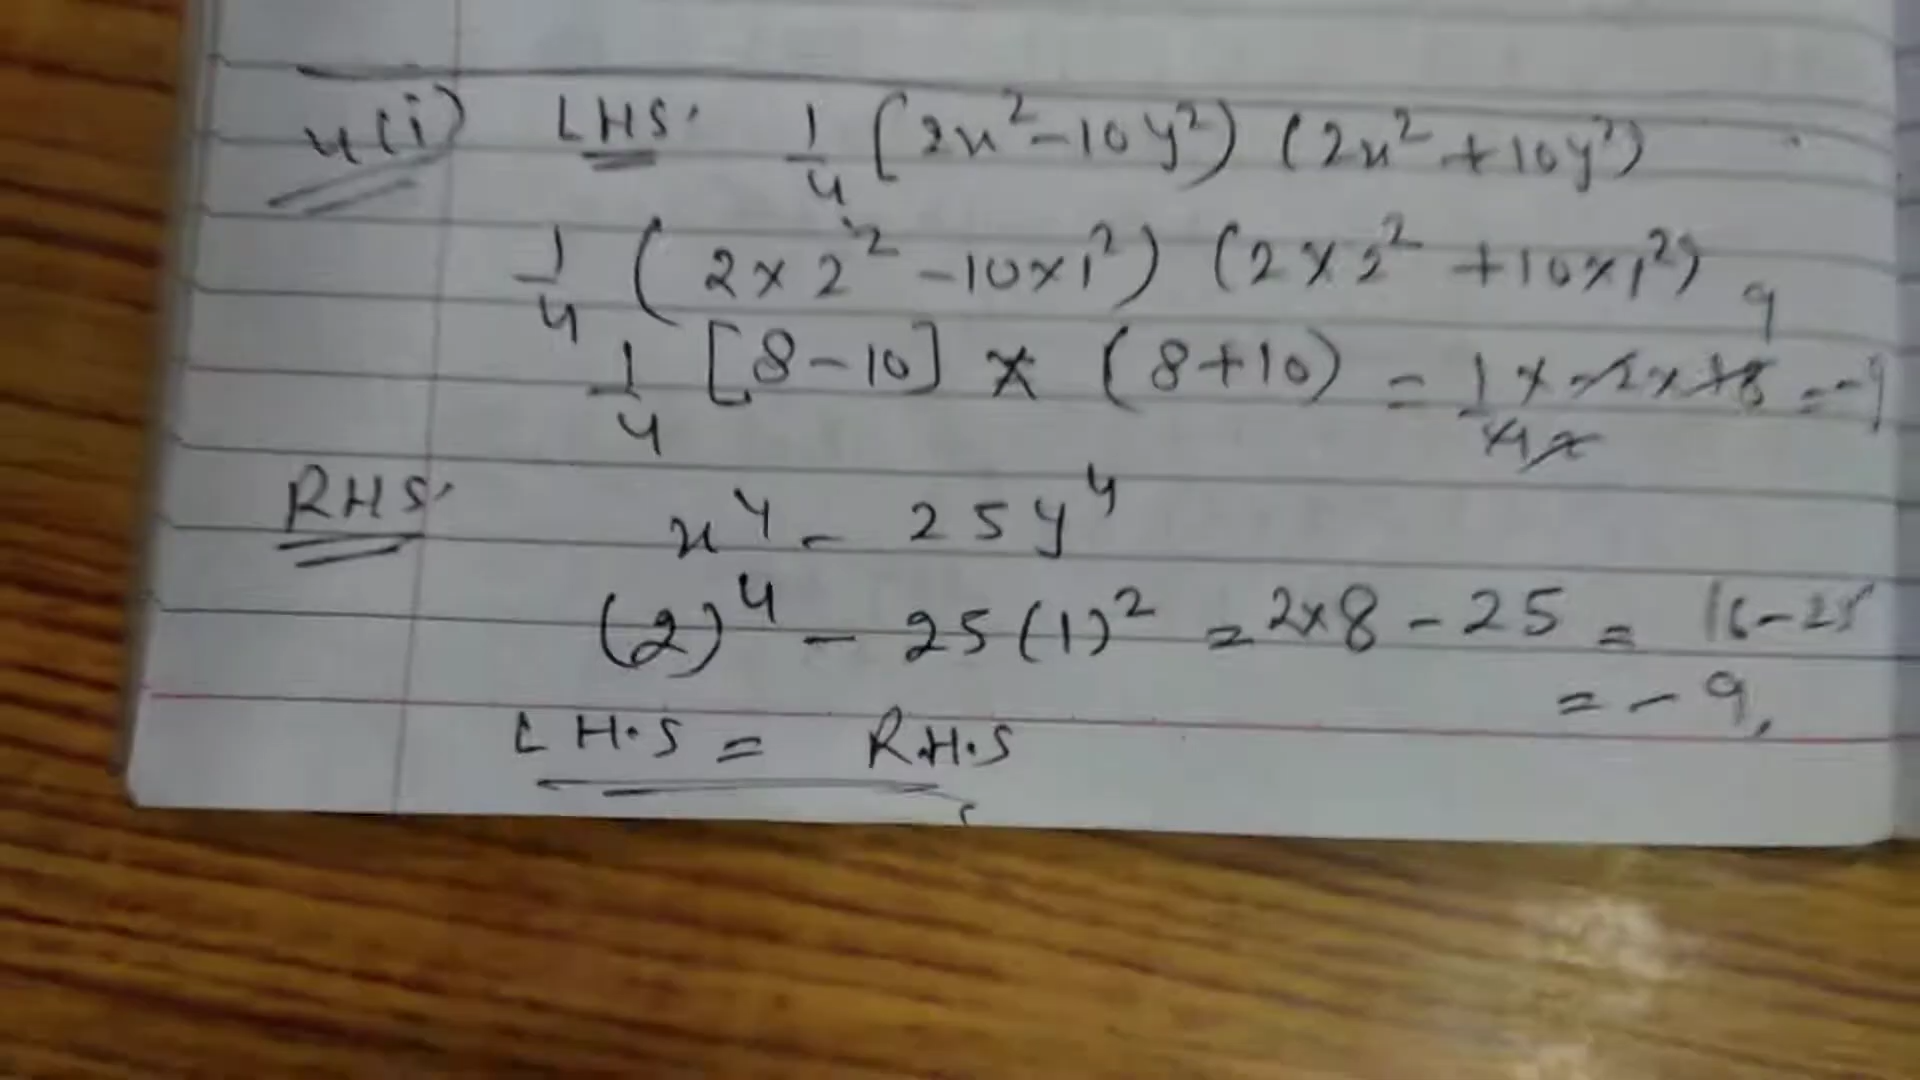 4(i) LHS: 1/4 (2x²-10y²) (2x²+10y²)
1/4 (2×2²-10×1²) (2×2²+10×1²)
1/4 [8-10] × (8+10) = 1/4 × -2 × 18 = -9
RHS: x⁴ - 25y⁴
(2)⁴ - 25(1)² = 2×8 - 25 = 16-25
= -9.
L H.S = R.H.S